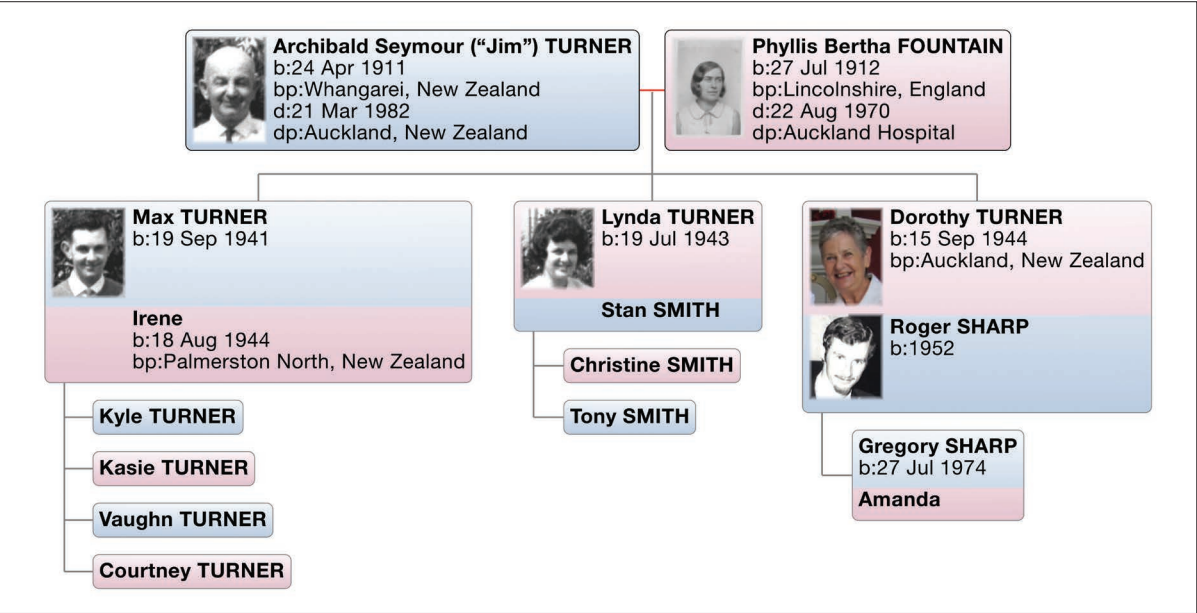 Archibald Seymour (“Jim”) TURNER
b:24 Apr 1911
bp:Whangarei, New Zealand
d:21 Mar 1982
dp:Auckland, New Zealand
Phyllis Bertha FOUNTAIN
b:27 Jul 1912
bp:Lincolnshire, England
d:22 Aug 1970
dp:Auckland Hospital
Max TURNER
b:19 Sep 1941
Irene
b:18 Aug 1944
bp:Palmerston North, New Zealand
Kyle TURNER
Kasie TURNER
Vaughn TURNER
Courtney TURNER
Lynda TURNER
b:19 Jul 1943
Stan SMITH
Christine SMITH
Tony SMITH
Dorothy TURNER
b:15 Sep 1944
bp:Auckland, New Zealand
Roger SHARP
b:1952
Gregory SHARP
b:27 Jul 1974
Amanda